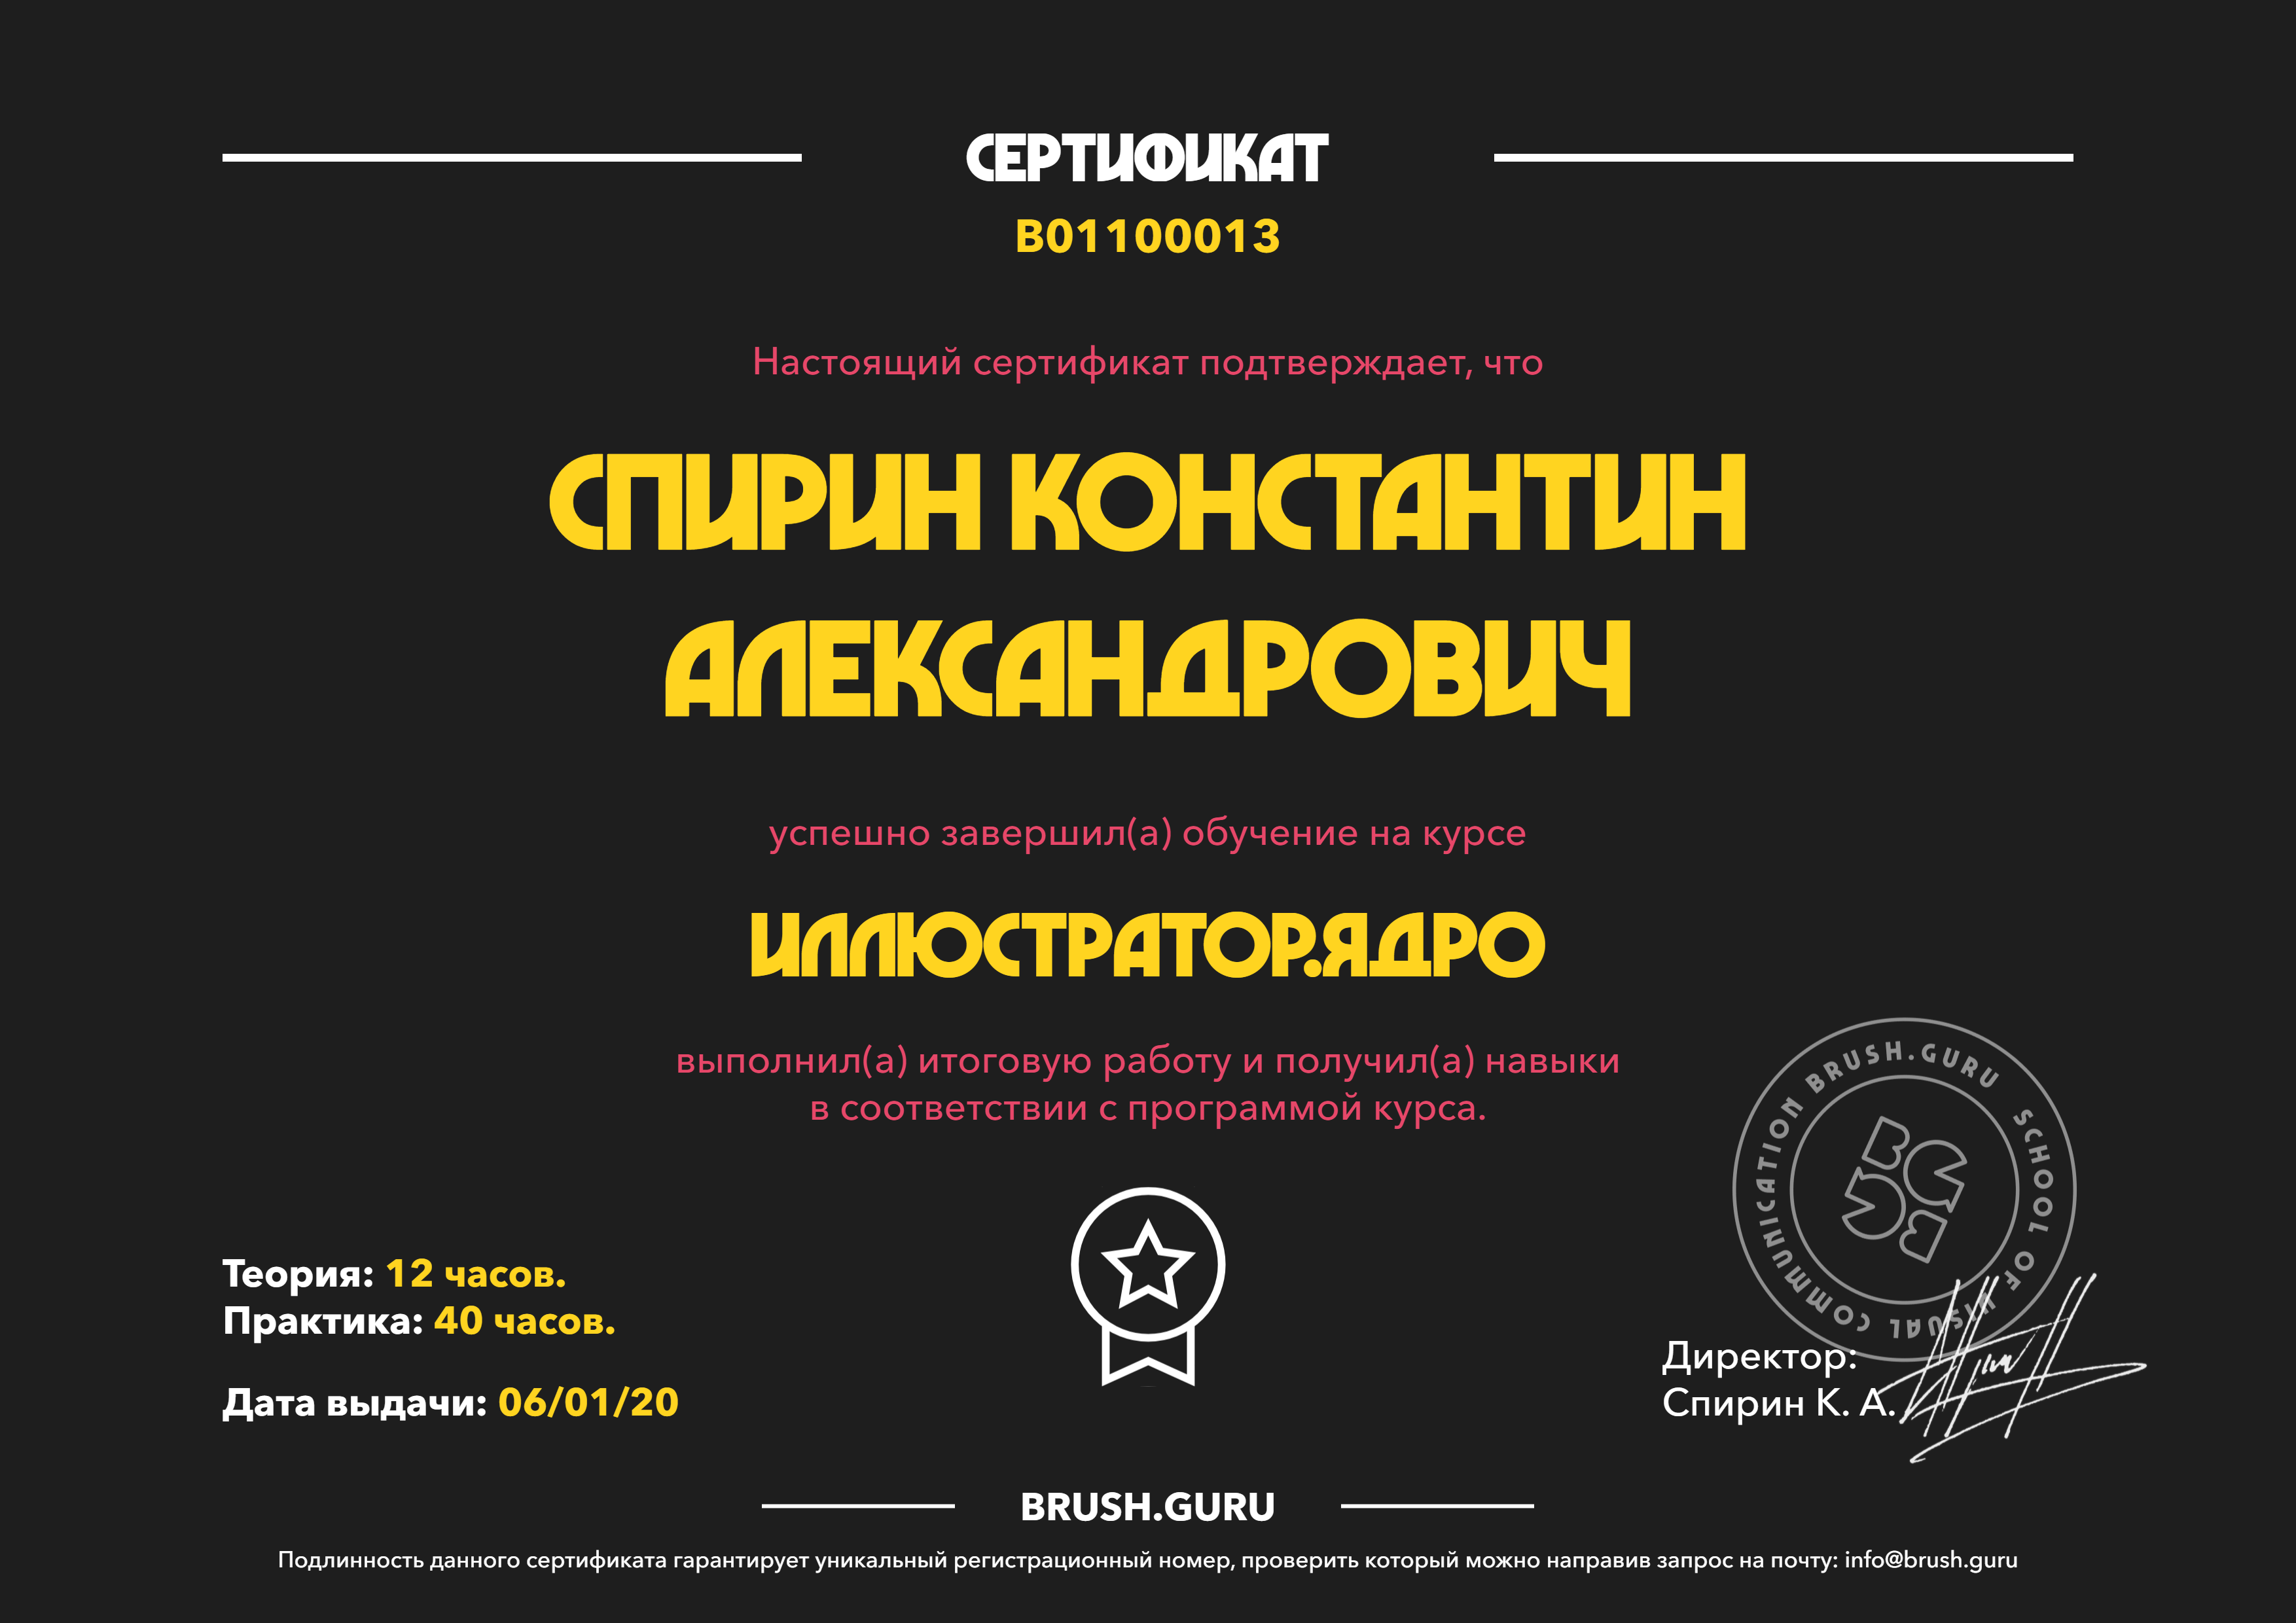 СЕРТИФИКАТ
B01100013
Настоящий сертификат подтверждает, что
СПИРИН КОНСТАНТИН
АЛЕКСАНДРОВИЧ
успешно завершил(а) обучение на курсе
ИЛЛЮСТРАТОР.ЯДРО
выполнил(а) итоговую работу и получил(а) навыки
в соответствии с программой курса.
BRUSH.GURU SCHOOL OF VISUAL COMMUNICATION
Теория: 12 часов.
Практика: 40 часов.
Дата выдачи: 06/01/20
Директор:
Спирин К. А.
BRUSH.GURU
Подлинность данного сертификата гарантирует уникальный регистрационный номер, проверить который можно направив запрос на почту: info@brush.guru